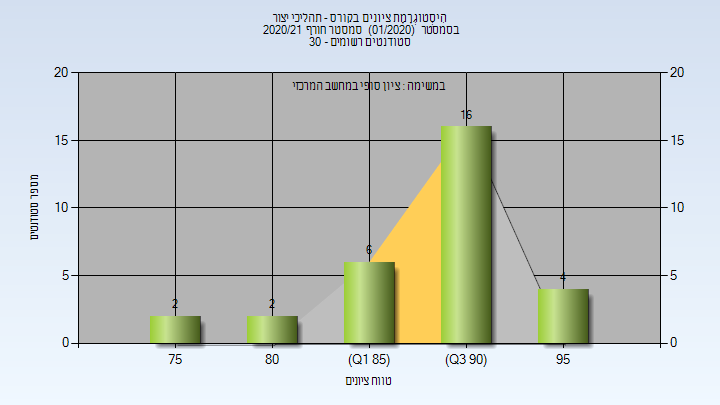 היסטוגרמת ציונים בקורס - תהליכי יצור
בסמסטר (01/2020) סמסטר חורף 2020/21
סטודנטים רשומים - 30
במשימה : ציון סופי במחשב המרכזי
מספר סטודנטים
20
15
10
5
0
20
15
10
5
0
2
2
6
16
4
75
80
(Q1 85)
(Q3 90)
95
טווח ציונים